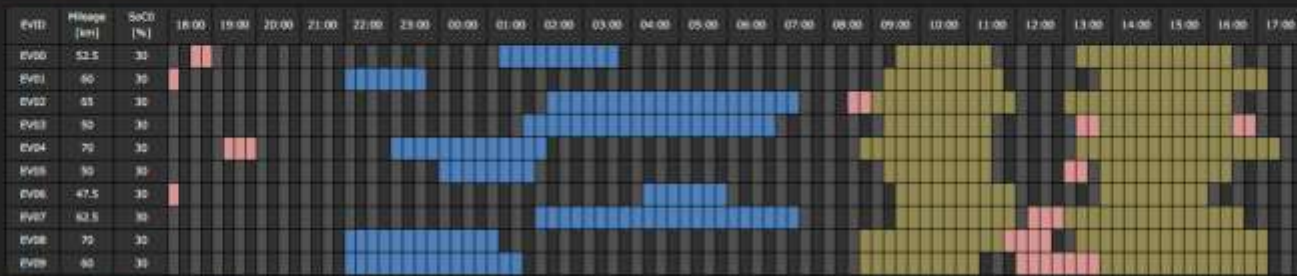 EVID Mileage [km] SoC0 [%] 18:00 19:00 20:00 21:00 22:00 23:00 00:00 01:00 02:00 03:00 04:00 05:00 06:00 07:00 08:00 09:00 10:00 11:00 12:00 13:00 14:00 15:00 16:00 17:00
EV00 52.5 30
EV01 60 30
EV02 65 30
EV03 50 30
EV04 70 30
EV05 50 30
EV06 47.5 30
EV07 62.5 30
EV08 70 30
EV09 60 30